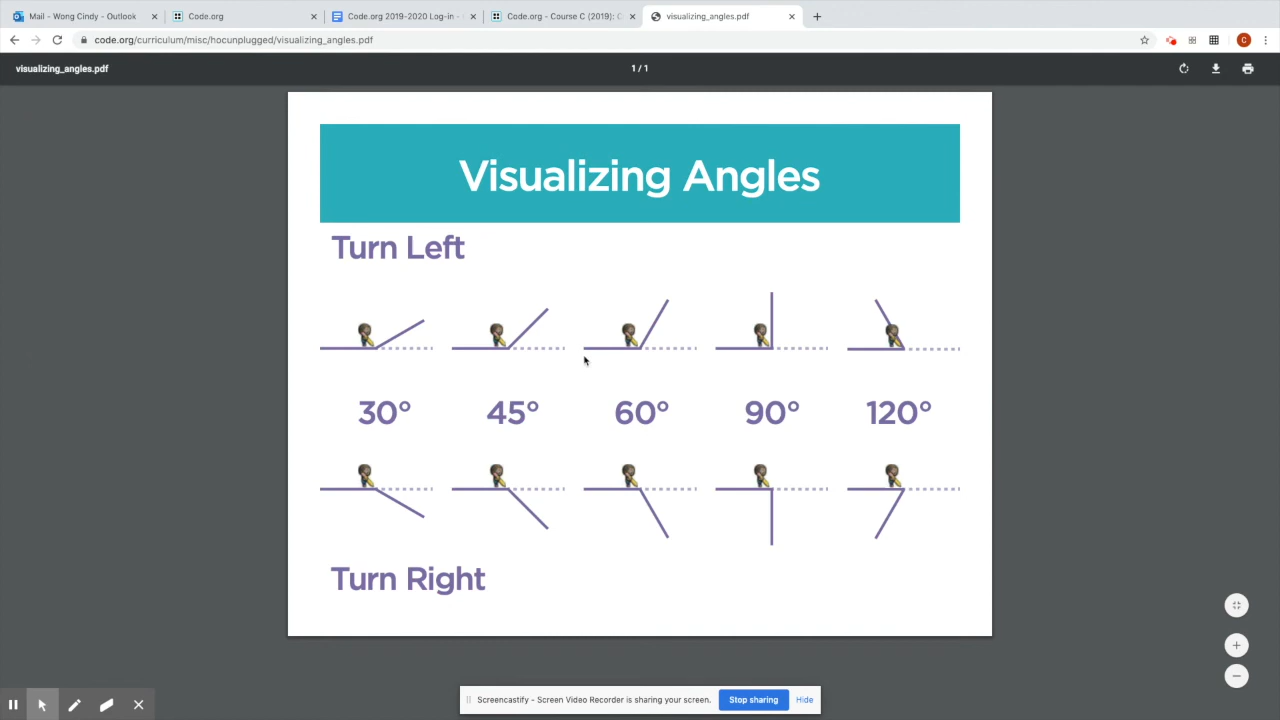 Mail - Wong Cindy - Outlook
Code.org
Code.org 2019-2020 Log-in -
Code.org - Course C (2019): C
visualizing_angles.pdf
code.org/curriculum/misc/hocunplugged/visualizing_angles.pdf
C
visualizing_angles.pdf
1 / 1
Visualizing Angles
Turn Left
30° 45° 60° 90° 120°
Turn Right
Screencastify - Screen Video Recorder is sharing your screen. Stop sharing Hide